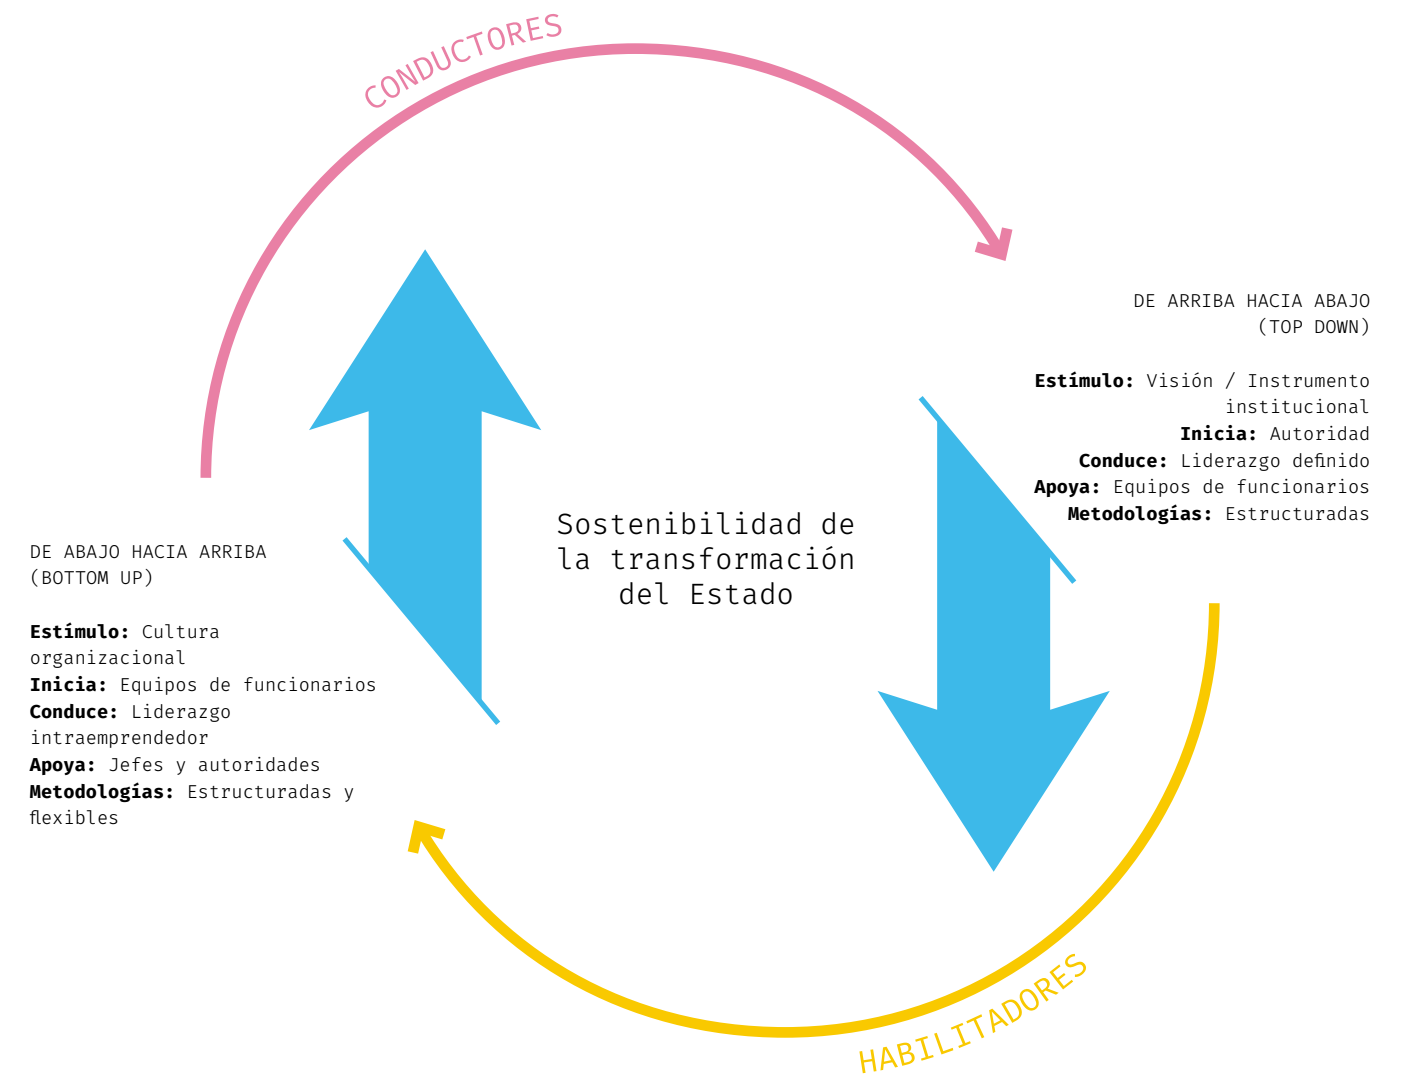 CONDUCTORES
DE ARRIBA HACIA ABAJO
(TOP DOWN)
Estímulo: Visión / Instrumento
institucional
Inicia: Autoridad
Conduce: Liderazgo definido
Apoya: Equipos de funcionarios
Metodologías: Estructuradas
Sostenibilidad de
la transformación
del Estado
DE ABAJO HACIA ARRIBA
(BOTTOM UP)
Estímulo: Cultura
organizacional
Inicia: Equipos de funcionarios
Conduce: Liderazgo
intraemprendedor
Apoya: Jefes y autoridades
Metodologías: Estructuradas y
flexibles
HABILITADORES